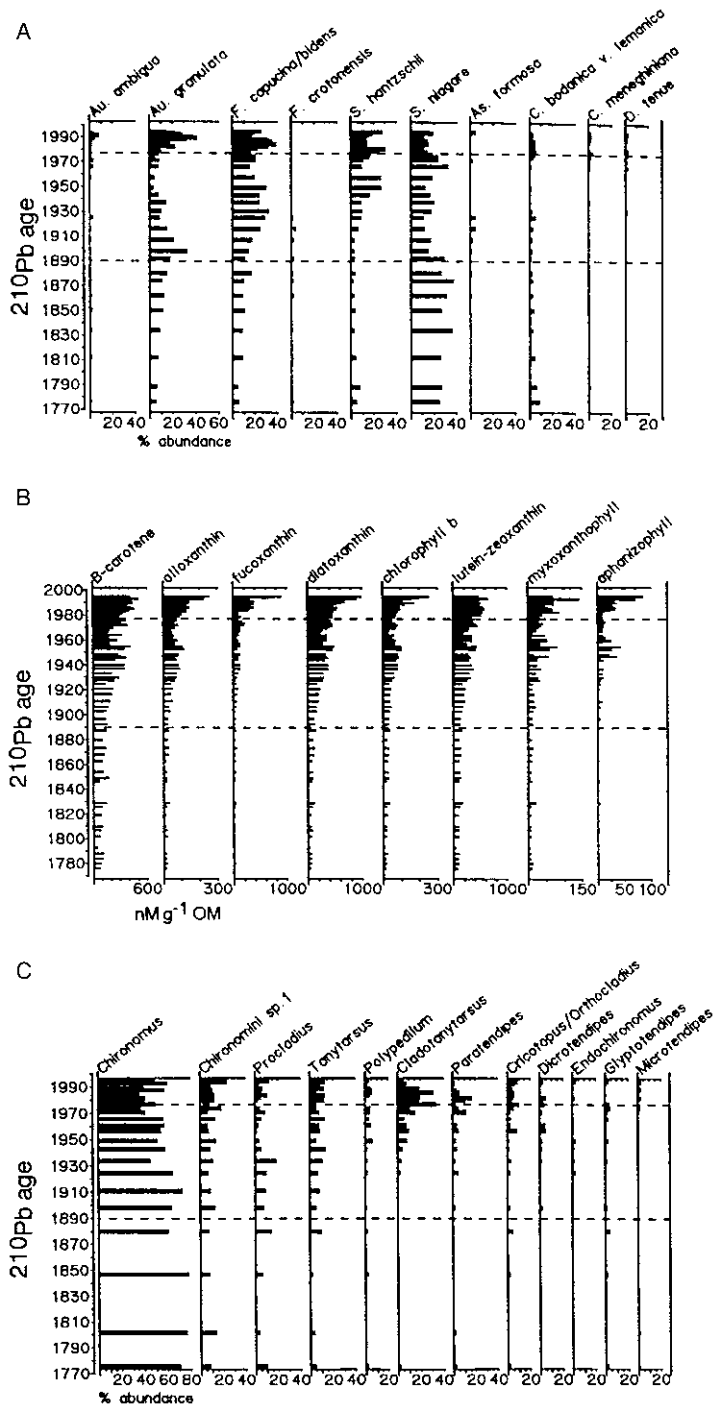 A
Au. ambigua
Au. granulata
F. capucina/bidens
F. crotonensis
S. hantzschii
S. niagare
As. formosa
C. bodanica v. lemanica
C. meneghiniana
D. tenue
1990
1970
1950
1930
1910
1890
1870
1850
1830
1810
1790
1770
210Pb age
20 40 20 40 60 20 40 20 40 20 40 20 40 20 40 20 40 20 20
% abundance
B
B-carotene
alloxanthin
fucoxanthin
diatoxanthin
chlorophyll b
lutein-zeaxanthin
myxoxanthophyll
aphanizophyll
2000
1980
1960
1940
1920
1900
1880
1860
1840
1820
1800
1780
210Pb age
600 300 1000 1000 300 1000 150 50 100
nM g-1 OM
C
Chironomus
Chironomini sp.1
Procladius
Tanytarsus
Polypedilum
Cladotanytarsus
Paratendipes
Cricotopus/Orthocladius
Dicrotendipes
Endochironomus
Glyptotendipes
Microtendipes
1990
1970
1950
1930
1910
1890
1870
1850
1830
1810
1790
1770
210Pb age
20 40 60 80 20 40 20 40 20 40 20 20 40 20 40 20 20 20 20 20
% abundance